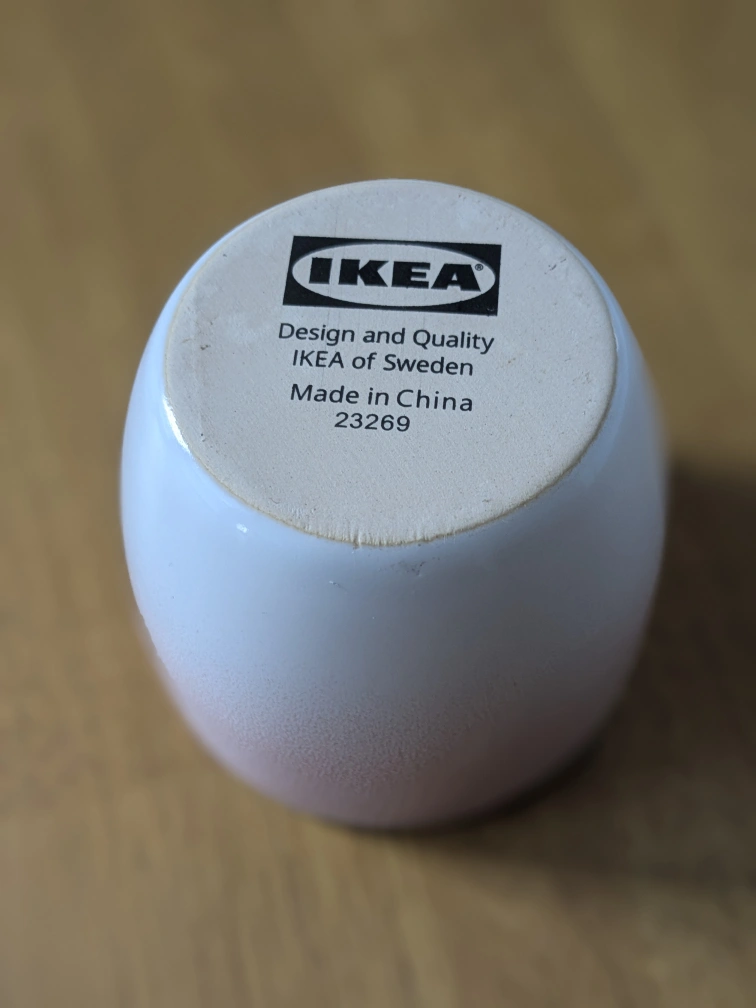 IKEA®
Design and Quality
IKEA of Sweden
Made in China
23269